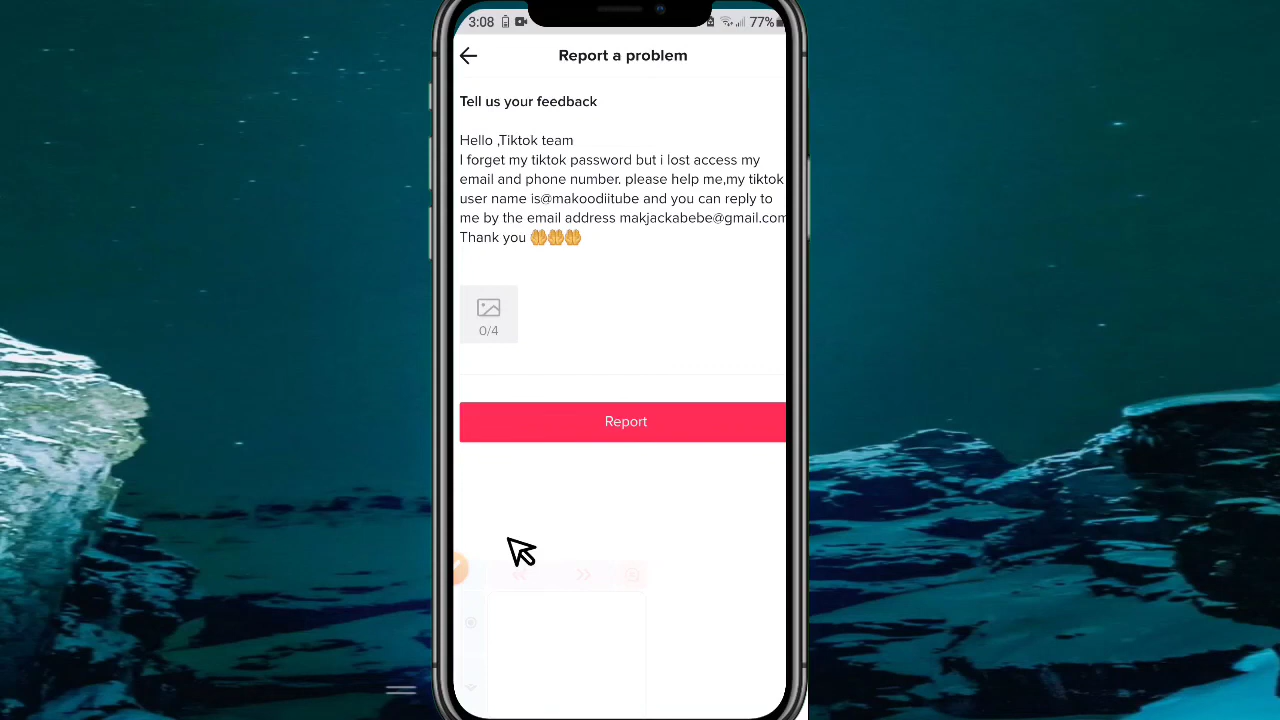 3:08 77%
Report a problem
Tell us your feedback
Hello ,Tiktok team
I forget my tiktok password but i lost access my
email and phone number. please help me,my tiktok
user name is@makoodiitube and you can reply to
me by the email address makjackabebe@gmail.com
Thank you 🤲🤲🤲
0/4
Report